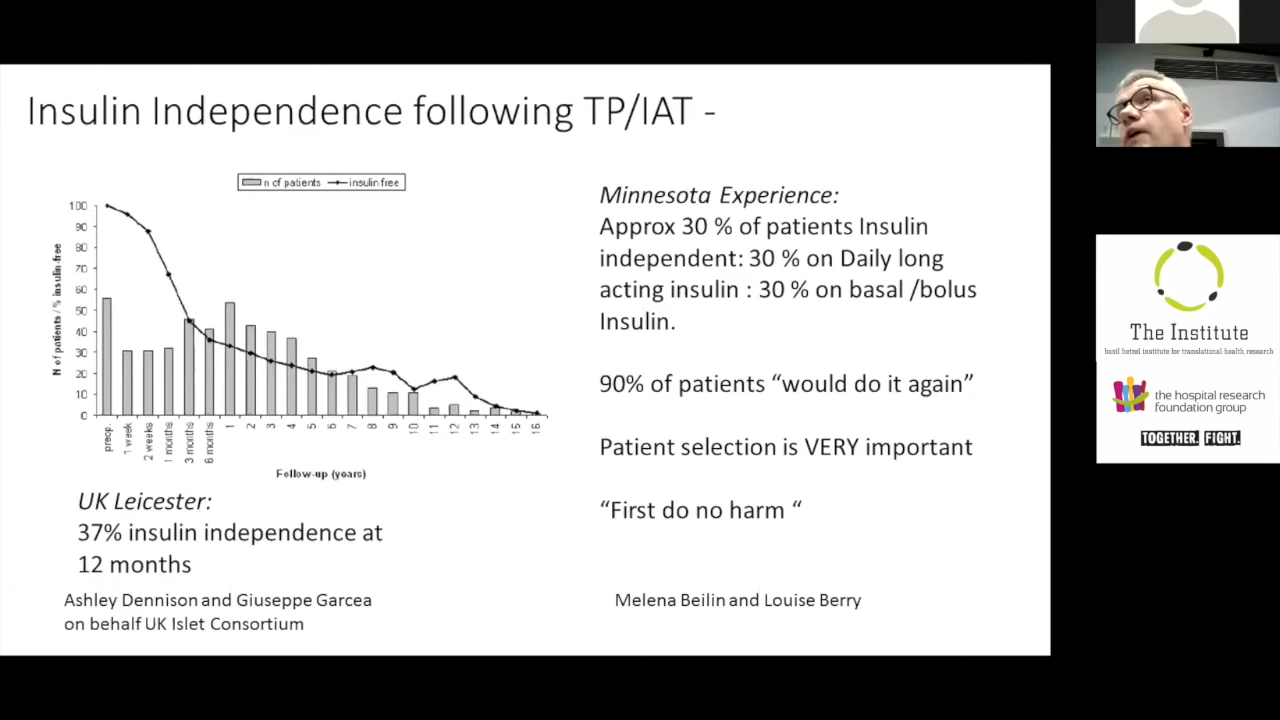 Insulin Independence following TP/IAT -
n of patients insulin free
N of patients / % insulin-free
100
90
80
70
60
50
40
30
20
10
0
preop.
1 week
2 weeks
1 months
3 months
6 months
1
2
3
4
5
6
7
8
9
10
11
12
13
14
15
16
Follow-up (years)
UK Leicester:
37% insulin independence at
12 months
Ashley Dennison and Giuseppe Garcea
on behalf UK Islet Consortium
Minnesota Experience:
Approx 30 % of patients Insulin
independent: 30 % on Daily long
acting insulin : 30 % on basal /bolus
Insulin.
90% of patients “would do it again”
Patient selection is VERY important
“First do no harm “
Melena Beilin and Louise Berry
The Institute
basil hetzel institute for translational health research
the hospital research
foundation group
TOGETHER. FIGHT.